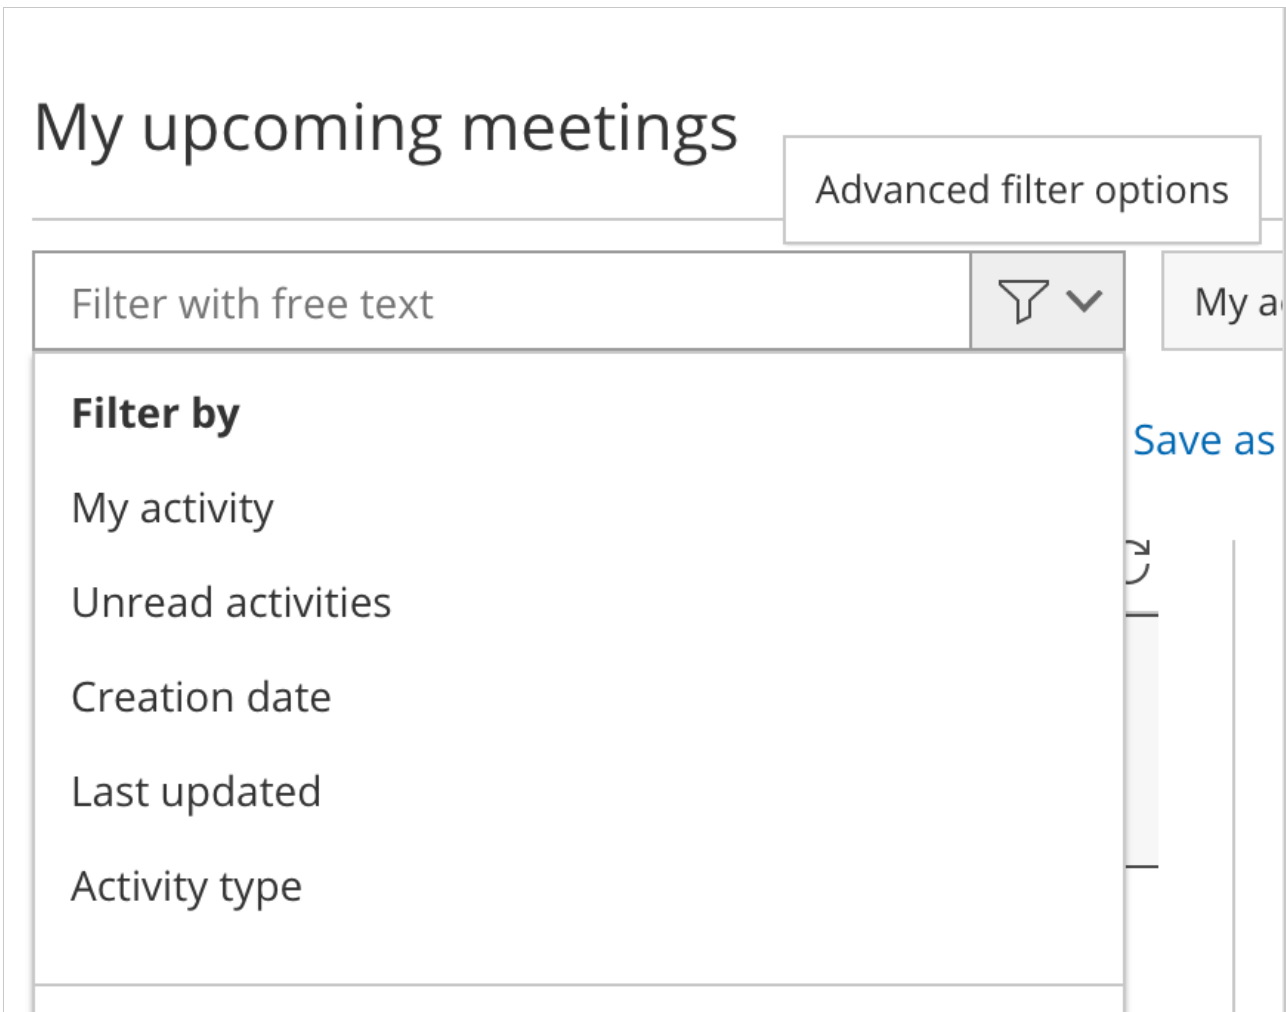 My upcoming meetings
Advanced filter options
Filter with free text
My a
Filter by
Save as
My activity
Unread activities
Creation date
Last updated
Activity type